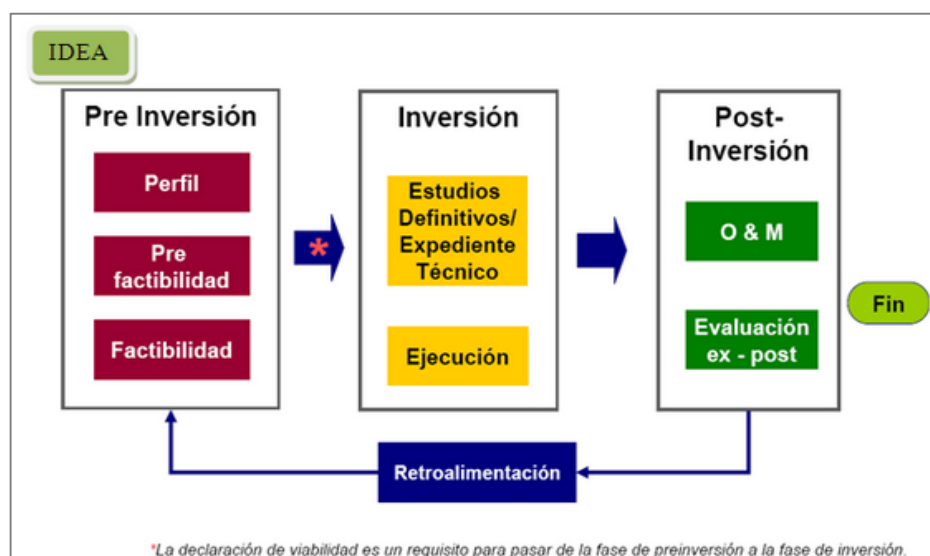 IDEA
Pre Inversión
Perfil
Pre
factibilidad
Factibilidad
*
Inversión
Estudios
Definitivos/
Expediente
Técnico
Ejecución
Post-
Inversión
O & M
Evaluación
ex - post
Fin
Retroalimentación
*La declaración de viabilidad es un requisito para pasar de la fase de preinversión a la fase de inversión.